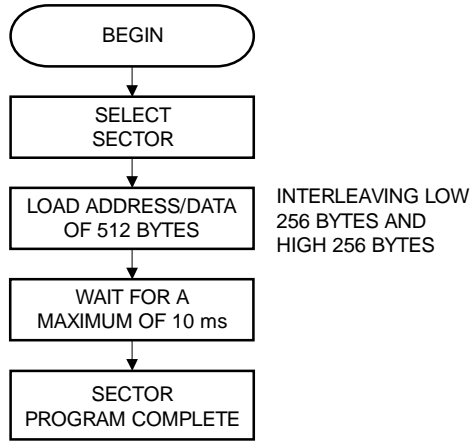 BEGIN
SELECT
SECTOR
LOAD ADDRESS/DATA
OF 512 BYTES
INTERLEAVING LOW
256 BYTES AND
HIGH 256 BYTES
WAIT FOR A
MAXIMUM OF 10 ms
SECTOR
PROGRAM COMPLETE